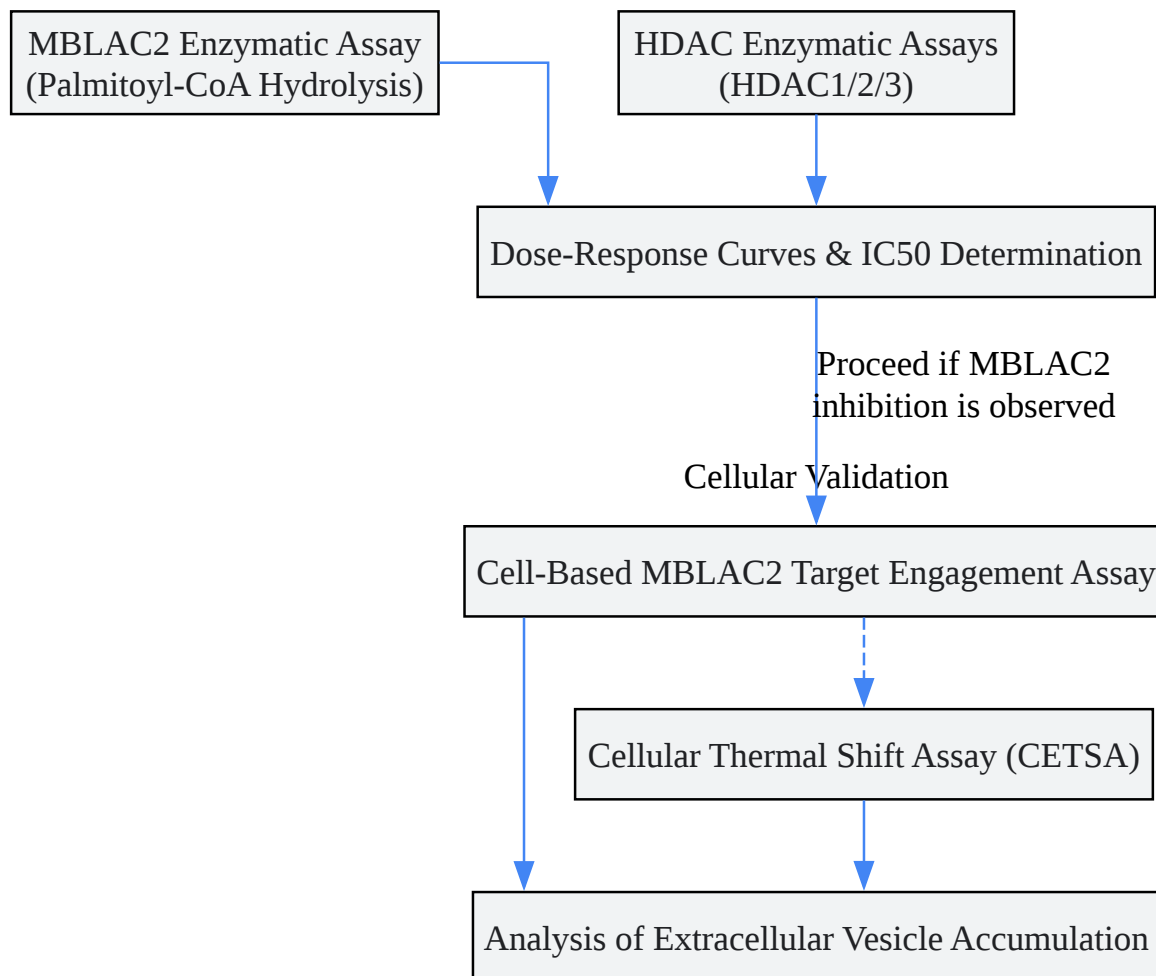 MBLAC2 Enzymatic Assay
(Palmitoyl-CoA Hydrolysis)
HDAC Enzymatic Assays
(HDAC1/2/3)
Dose-Response Curves & IC50 Determination
Proceed if MBLAC2
inhibition is observed
Cellular Validation
Cell-Based MBLAC2 Target Engagement Assay
Cellular Thermal Shift Assay (CETSA)
Analysis of Extracellular Vesicle Accumulation